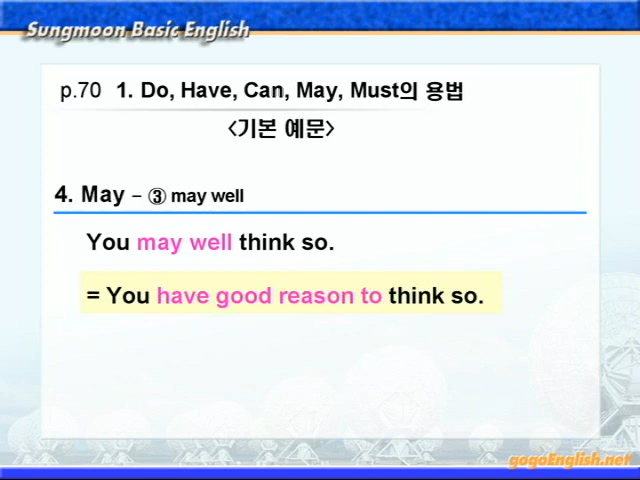 Sungmoon Basic English
p.70 1. Do, Have, Can, May, Must의 용법
<기본 예문>
4. May – ③ may well
You may well think so.
= You have good reason to think so.
gogoEnglish.net